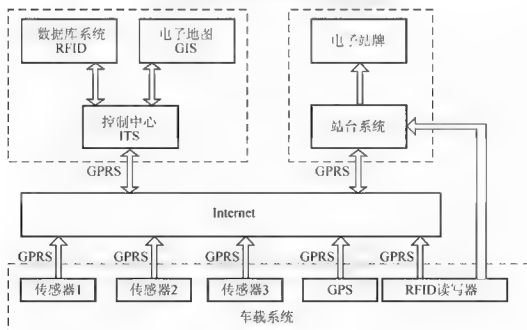 数据库系统
RFID
电子地图
GIS
电子站牌
控制中心
ITS
站台系统
GPRS
GPRS
Internet
GPRS
GPRS
GPRS
GPRS
GPRS
传感器1
传感器2
传感器3
GPS
RFID读写器
车载系统